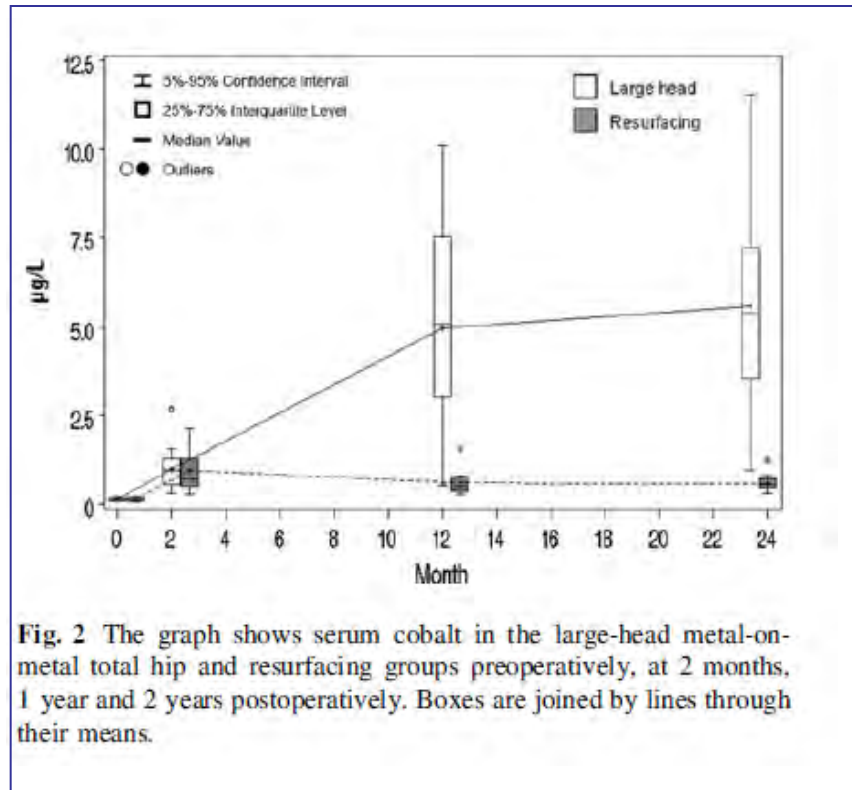 12.5
5%-95% Confidence Interval
25%-75% Interquartile Level
Median Value
Outliers
Large head
Resurfacing
10.0
7.5
µg/L
5.0
2.5
0
0 2 4 6 8 10 12 14 16 18 20 22 24
Month
Fig. 2 The graph shows serum cobalt in the large-head metal-on-
metal total hip and resurfacing groups preoperatively, at 2 months,
1 year and 2 years postoperatively. Boxes are joined by lines through
their means.